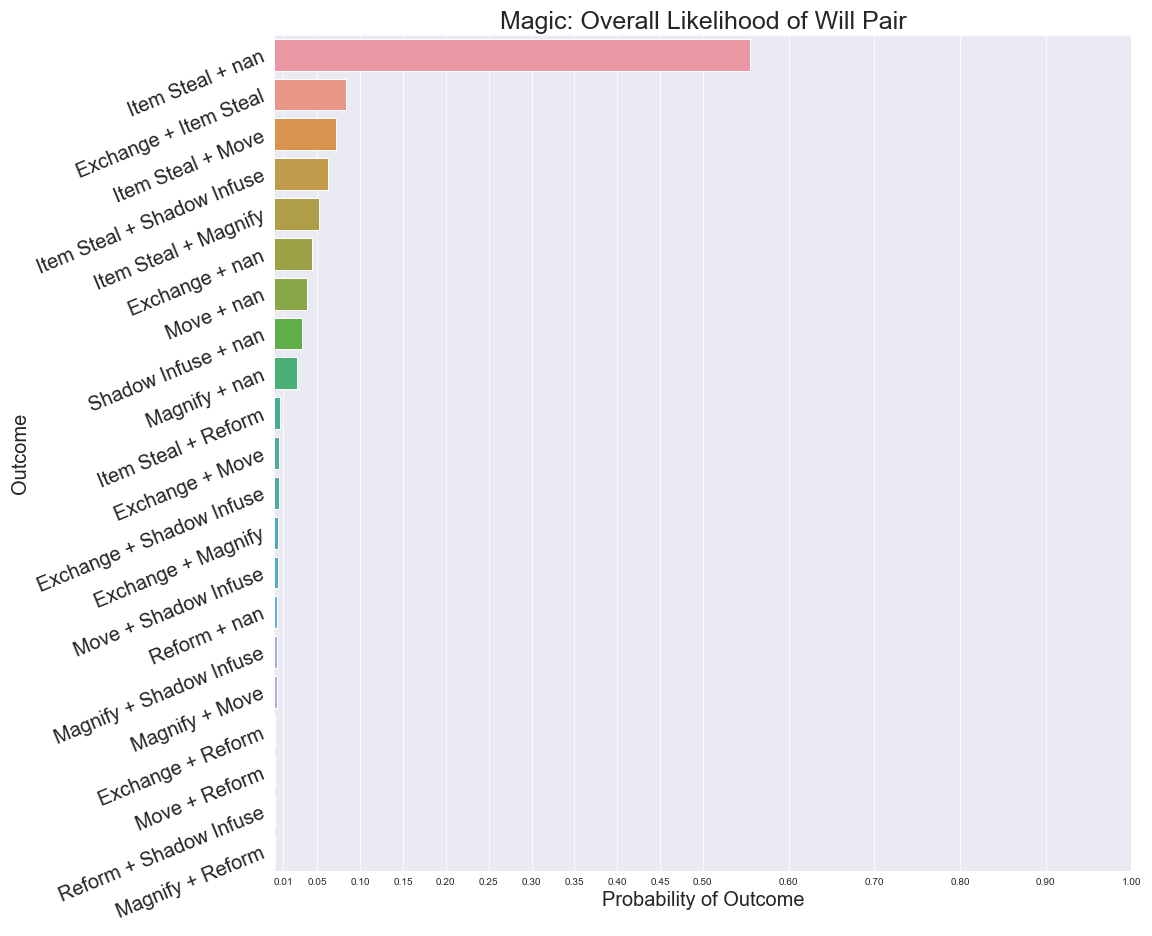 Magic: Overall Likelihood of Will Pair
Item Steal + nan
Exchange + Item Steal
Item Steal + Move
Item Steal + Shadow Infuse
Item Steal + Magnify
Exchange + nan
Move + nan
Shadow Infuse + nan
Magnify + nan
Item Steal + Reform
Exchange + Move
Exchange + Shadow Infuse
Exchange + Magnify
Move + Shadow Infuse
Reform + nan
Magnify + Shadow Infuse
Magnify + Move
Exchange + Reform
Move + Reform
Reform + Shadow Infuse
Magnify + Reform
Outcome
0.01 0.05 0.10 0.15 0.20 0.25 0.30 0.35 0.40 0.45 0.50 0.60 0.70 0.80 0.90 1.00
Probability of Outcome